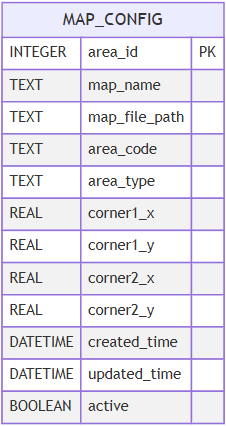 MAP_CONFIG
INTEGER area_id PK
TEXT map_name
TEXT map_file_path
TEXT area_code
TEXT area_type
REAL corner1_x
REAL corner1_y
REAL corner2_x
REAL corner2_y
DATETIME created_time
DATETIME updated_time
BOOLEAN active